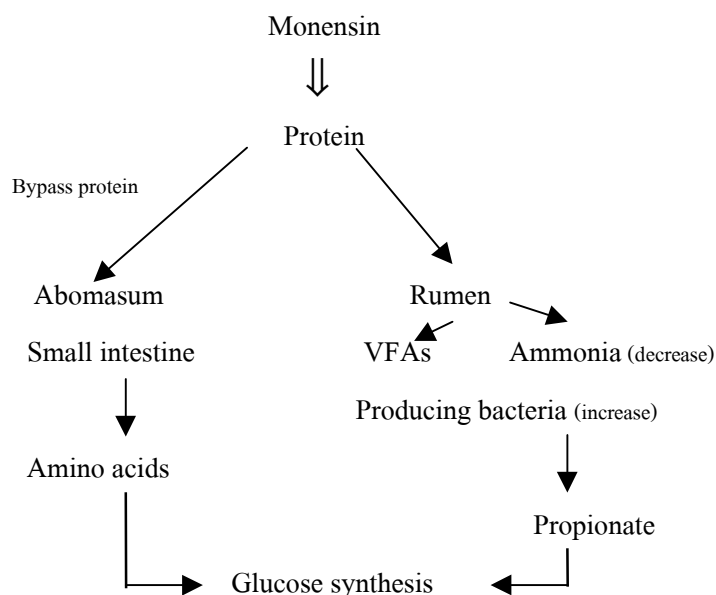 Monensin
Protein
Bypass protein
Abomasum
Rumen
Small intestine
VFAs
Ammonia (decrease)
Producing bacteria (increase)
Amino acids
Propionate
Glucose synthesis